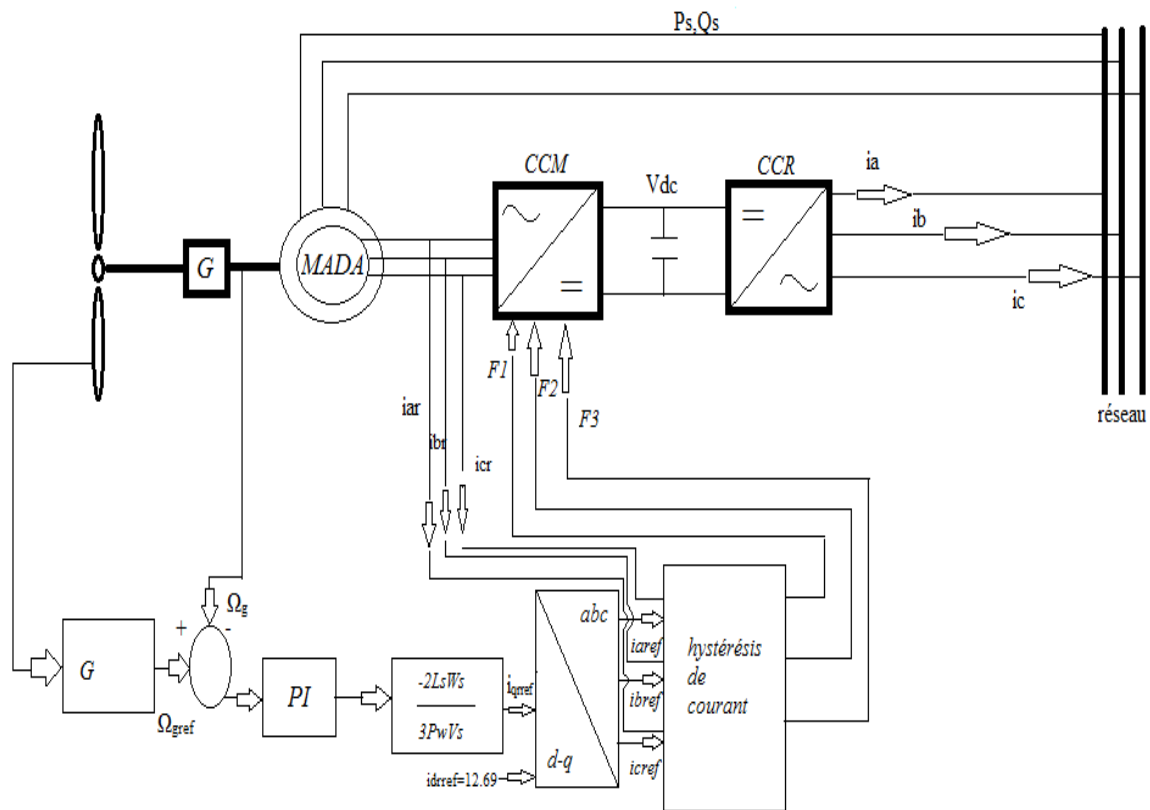 Ps,Qs
CCM
Vdc
CCR
ia
ib
ic
G
MADA
F1
F2
F3
réseau
iar
ibr
icr
Ωg
+
-
G
Ωgref
PI
-2LsWs
3PwVs
iqrref
idrref=12.69
abc
d-q
iaref
ibref
icref
hystérésis
de
courant